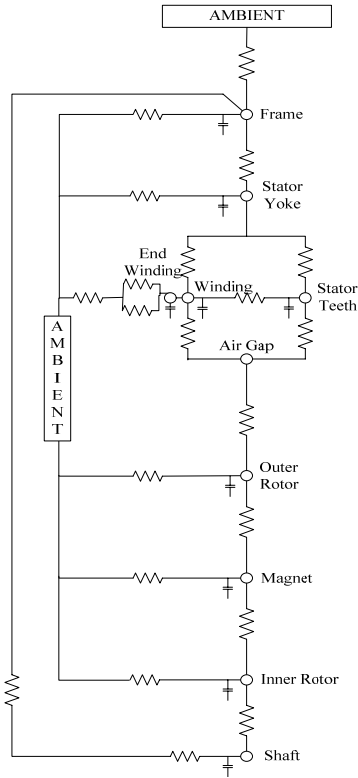 AMBIENT
Frame
Stator
Yoke
End
Winding
Winding
Stator
Teeth
Air Gap
AMBIENT
Outer
Rotor
Magnet
Inner Rotor
Shaft